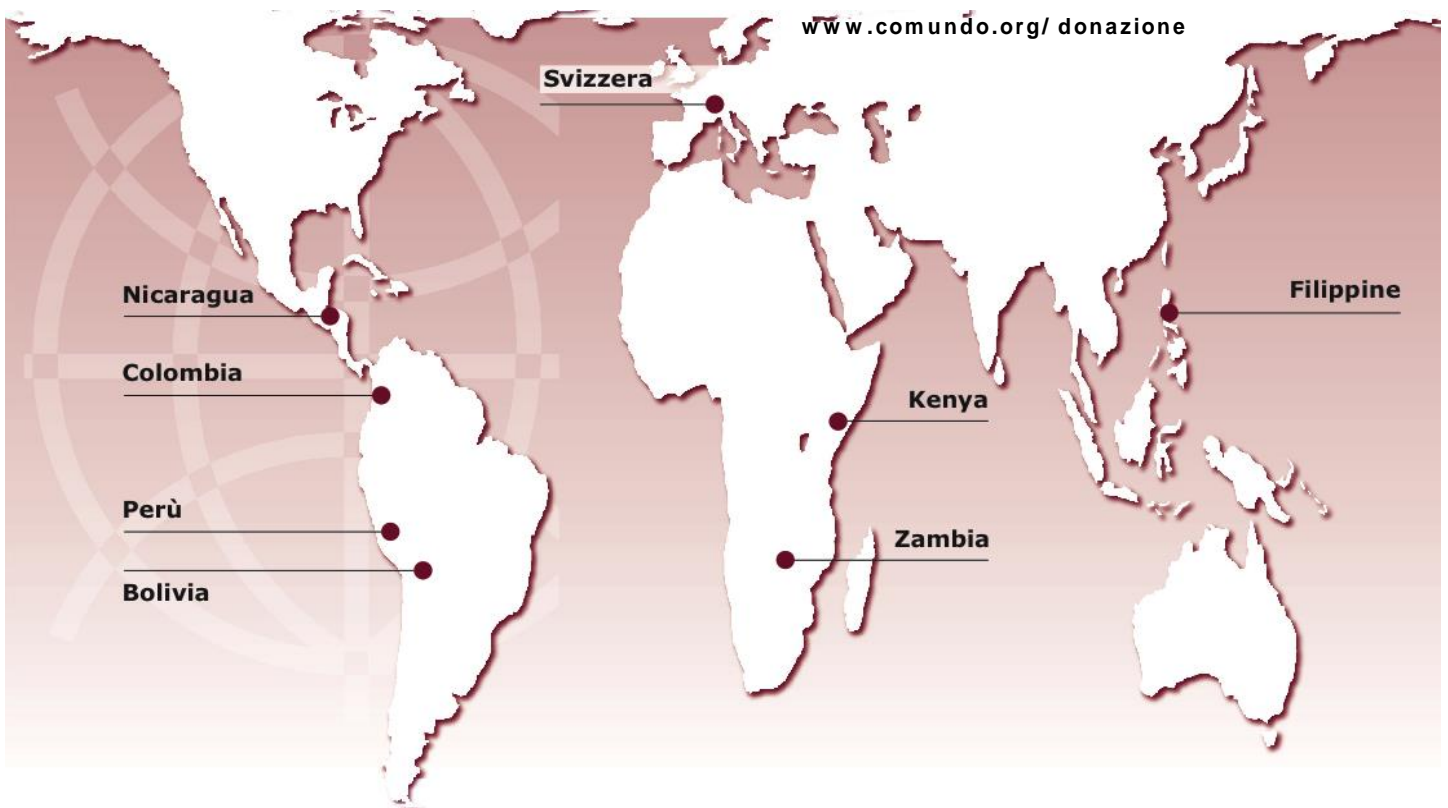 www.comundo.org/ donazione
Svizzera
Nicaragua
Filippine
Colombia
Kenya
Perù
Zambia
Bolivia